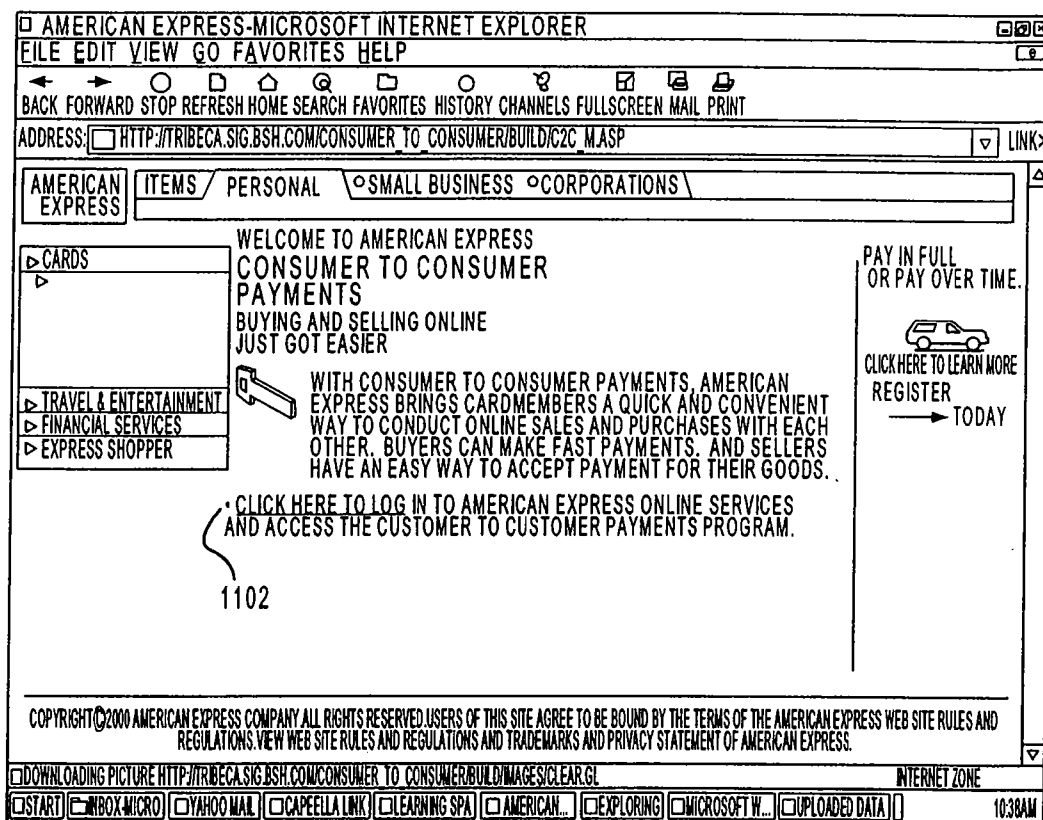 AMERICAN EXPRESS-MICROSOFT INTERNET EXPLORER
FILE EDIT VIEW GO FAVORITES HELP
e
BACK FORWARD STOP REFRESH HOME SEARCH FAVORITES HISTORY CHANNELS FULLSCREEN MAIL PRINT
ADDRESS: HTTP://TRIBECA.SIG.BSH.COM/CONSUMER_TO_CONSUMER/BUILD/C2C_M.ASP LINK>
AMERICAN EXPRESS
ITEMS PERSONAL SMALL BUSINESS CORPORATIONS
CARDS
TRAVEL & ENTERTAINMENT
FINANCIAL SERVICES
EXPRESS SHOPPER
WELCOME TO AMERICAN EXPRESS
CONSUMER TO CONSUMER
PAYMENTS
BUYING AND SELLING ONLINE
JUST GOT EASIER
WITH CONSUMER TO CONSUMER PAYMENTS, AMERICAN
EXPRESS BRINGS CARDMEMBERS A QUICK AND CONVENIENT
WAY TO CONDUCT ONLINE SALES AND PURCHASES WITH EACH
OTHER. BUYERS CAN MAKE FAST PAYMENTS. AND SELLERS
HAVE AN EASY WAY TO ACCEPT PAYMENT FOR THEIR GOODS.
• CLICK HERE TO LOG IN TO AMERICAN EXPRESS ONLINE SERVICES
AND ACCESS THE CUSTOMER TO CUSTOMER PAYMENTS PROGRAM.
1102
PAY IN FULL
OR PAY OVER TIME.
CLICK HERE TO LEARN MORE
REGISTER
TODAY
COPYRIGHT©2000 AMERICAN EXPRESS COMPANY ALL RIGHTS RESERVED.USERS OF THIS SITE AGREE TO BE BOUND BY THE TERMS OF THE AMERICAN EXPRESS WEB SITE RULES AND
REGULATIONS.VIEW WEB SITE RULES AND REGULATIONS AND TRADEMARKS AND PRIVACY STATEMENT OF AMERICAN EXPRESS.
DOWNLOADING PICTURE HTTP://TRIBECA.SIG.BSH.COM/CONSUMER_TO_CONSUMER/BUILD/IMAGES/CLEAR.GL INTERNET ZONE
START INBOX-MICRO YAHOO MAIL CAPEELLA LINK LEARNING SPA AMERICAN... EXPLORING MICROSOFT W... UPLOADED DATA 10:38AM